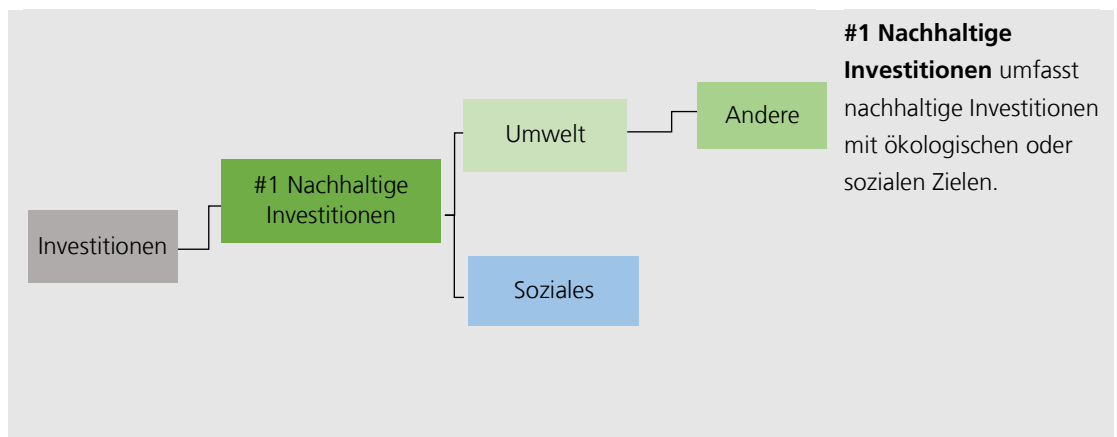 Investitionen
#1 Nachhaltige
Investitionen
Umwelt
Andere
Soziales
#1 Nachhaltige
Investitionen umfasst
nachhaltige Investitionen
mit ökologischen oder
sozialen Zielen.